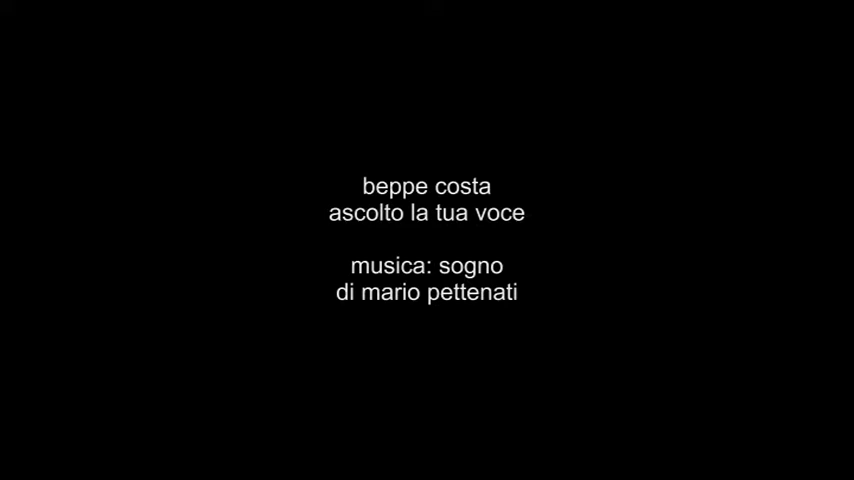 beppe costa
ascolto la tua voce
musica: sogno
di mario pettenati